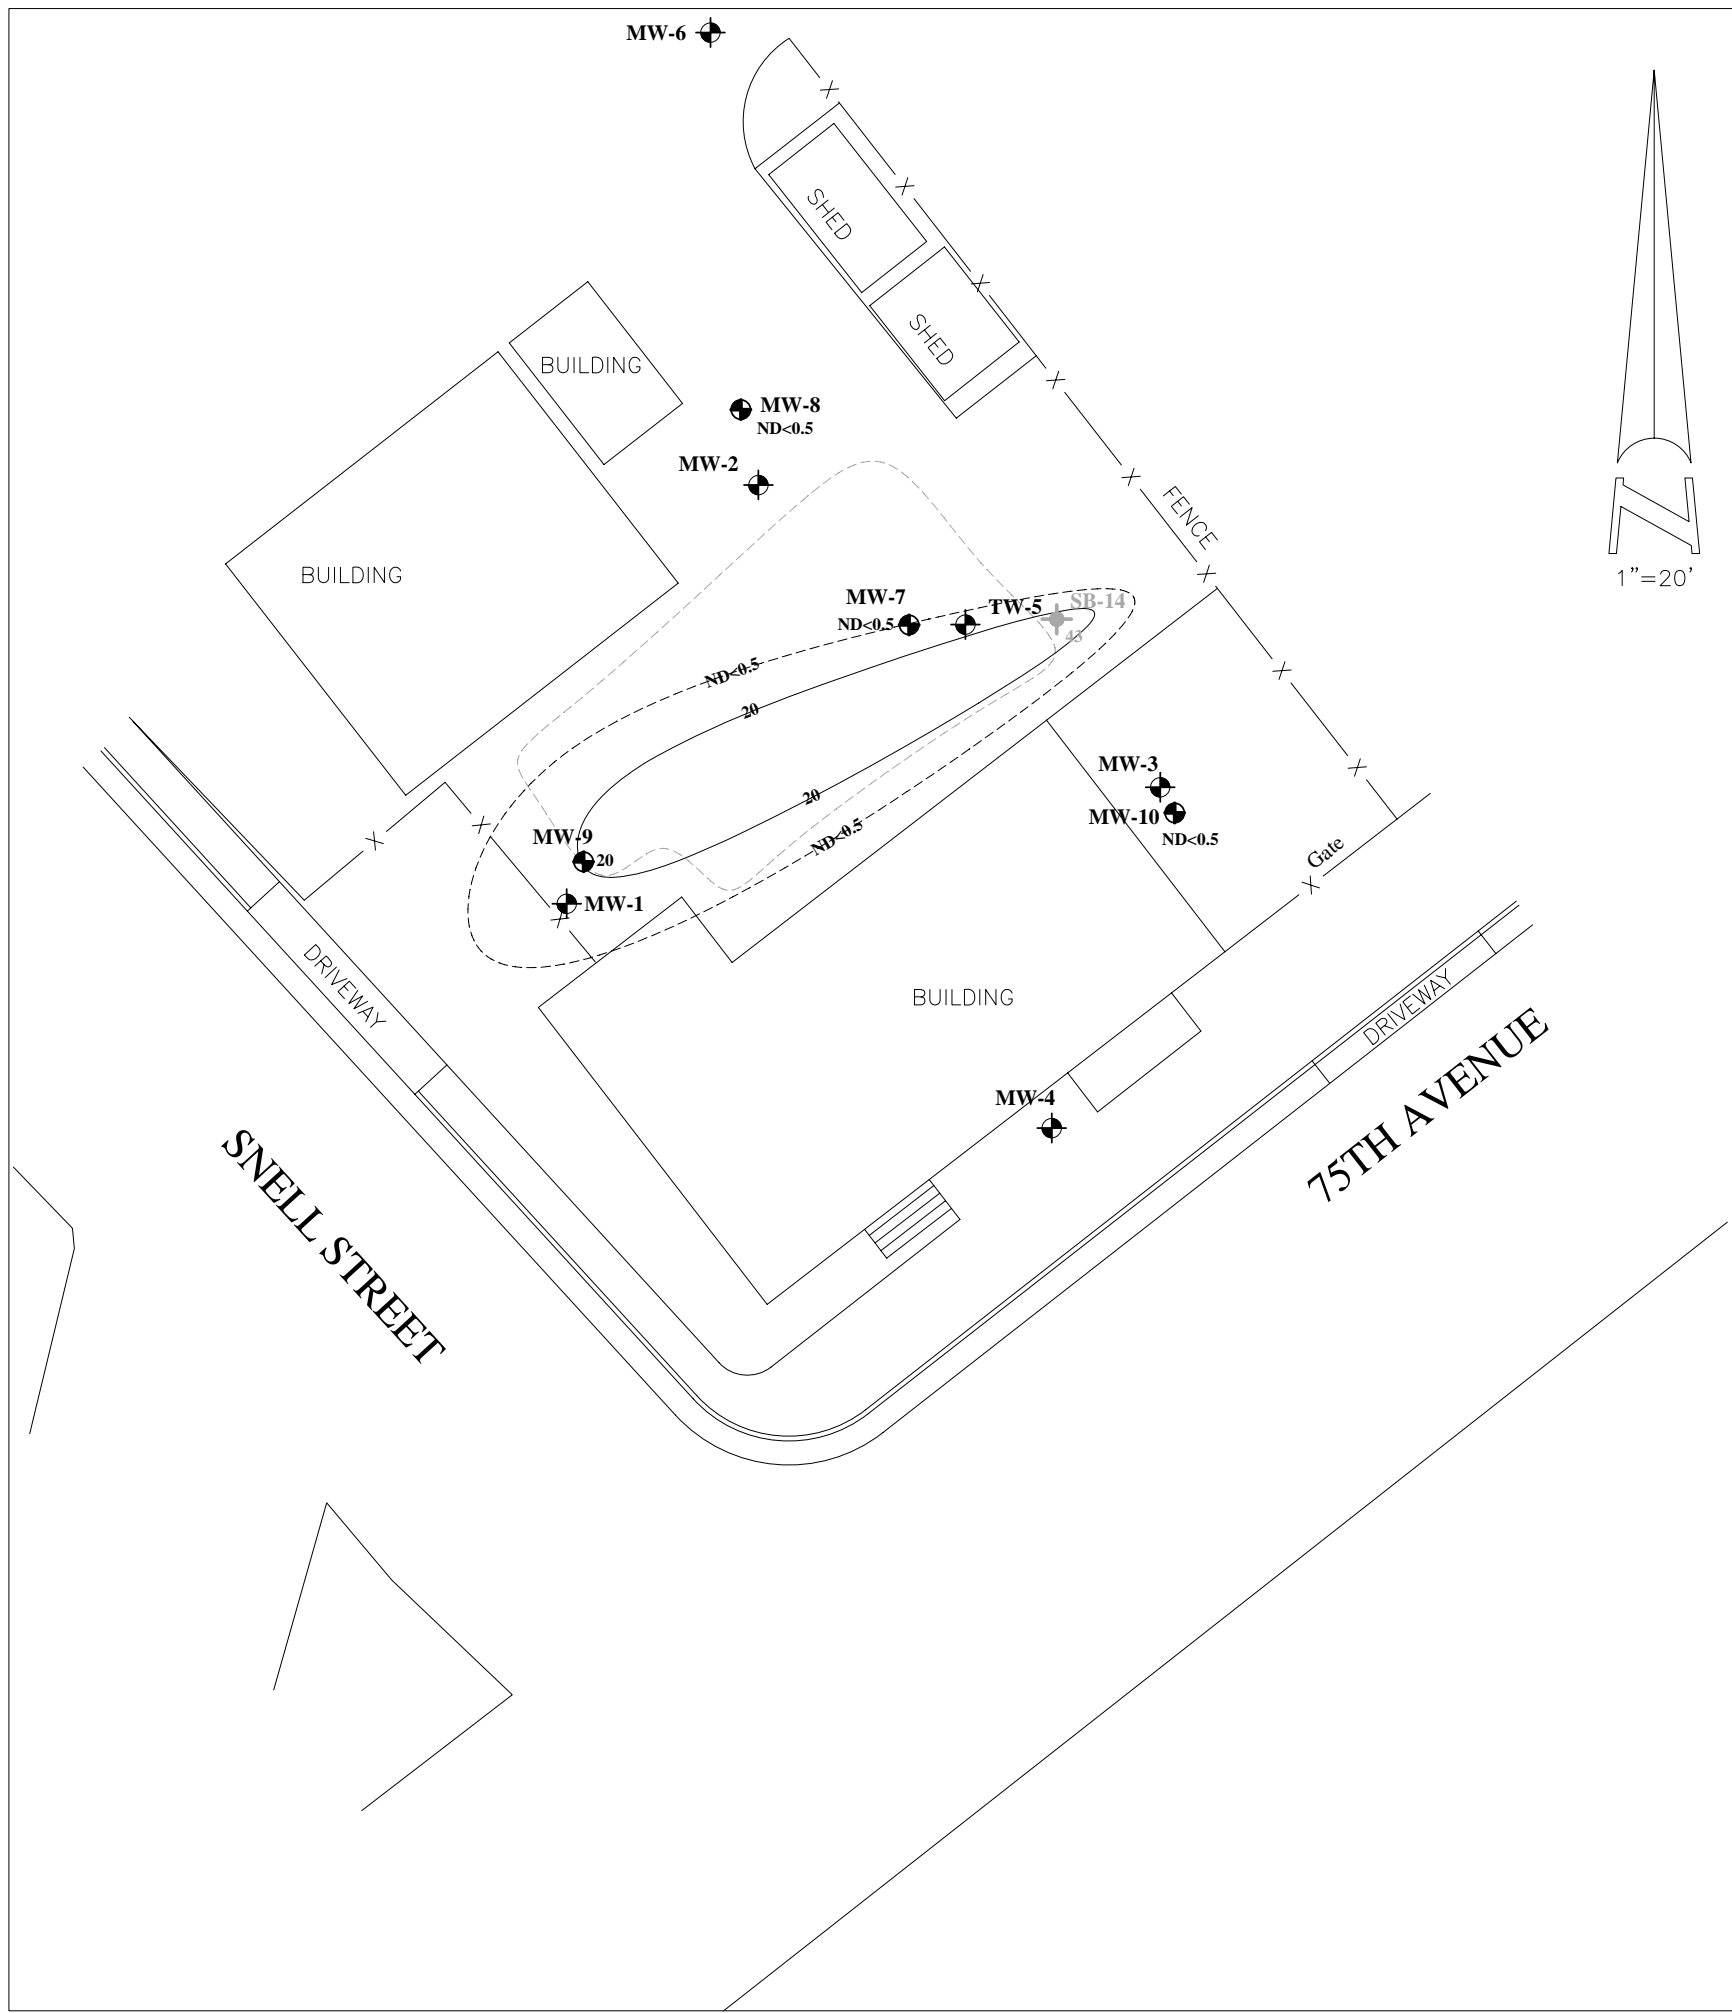 MW-6
SHED
SHED
BUILDING
MW-8
ND<0.5
MW-2
FENCE
BUILDING
N
1"=20'
MW-7
ND<0.5
TW-5
SB-14
43
ND<0.5
20
MW-3
20
MW-10
ND<0.5
ND<0.5
MW-9
20
MW-1
Gate
DRIVEWAY
BUILDING
DRIVEWAY
MW-4
75TH AVENUE
SNELL STREET
X
X
X
X
X
X
X
X
X
X
X
X